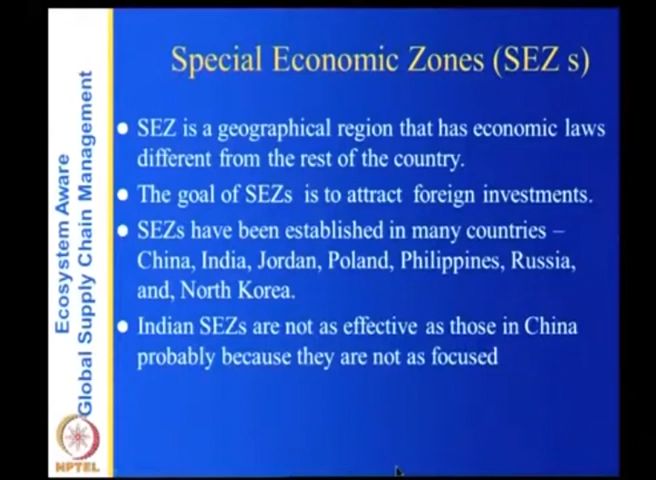 Special Economic Zones (SEZ s)
SEZ is a geographical region that has economic laws
different from the rest of the country.
The goal of SEZs is to attract foreign investments.
SEZs have been established in many countries –
China, India, Jordan, Poland, Philippines, Russia,
and, North Korea.
Indian SEZs are not as effective as those in China
probably because they are not as focused
Ecosystem Aware
Global Supply Chain Management
NPTEL